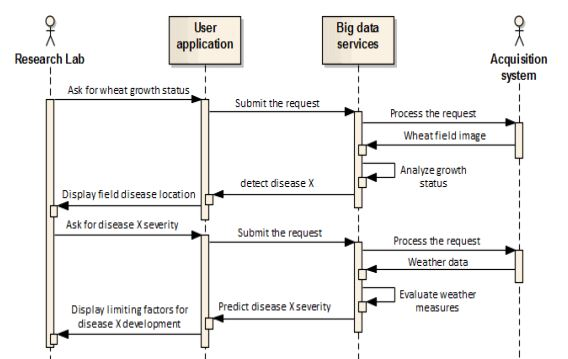 Research Lab
User
application
Big data
services
Acquisition
system
Ask for wheat growth status
Submit the request
Process the request
Wheat field image
Analyze growth
status
detect disease X
Display field disease location
Ask for disease X severity
Submit the request
Process the request
Weather data
Evaluate weather
measures
Predict disease X severity
Display limiting factors for
disease X development